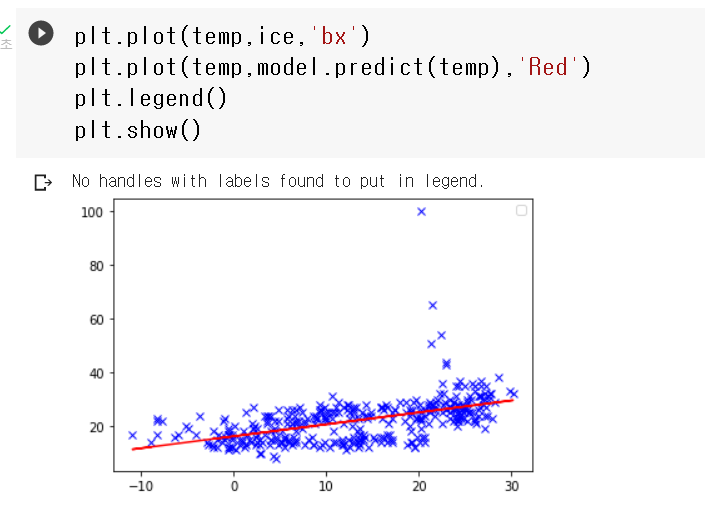 plt.plot(temp,ice,'bx')
초
plt.plot(temp,model.predict(temp),'Red')
plt.legend()
plt.show()
No handles with labels found to put in legend.
100
80
60
40
20
−10 0 10 20 30